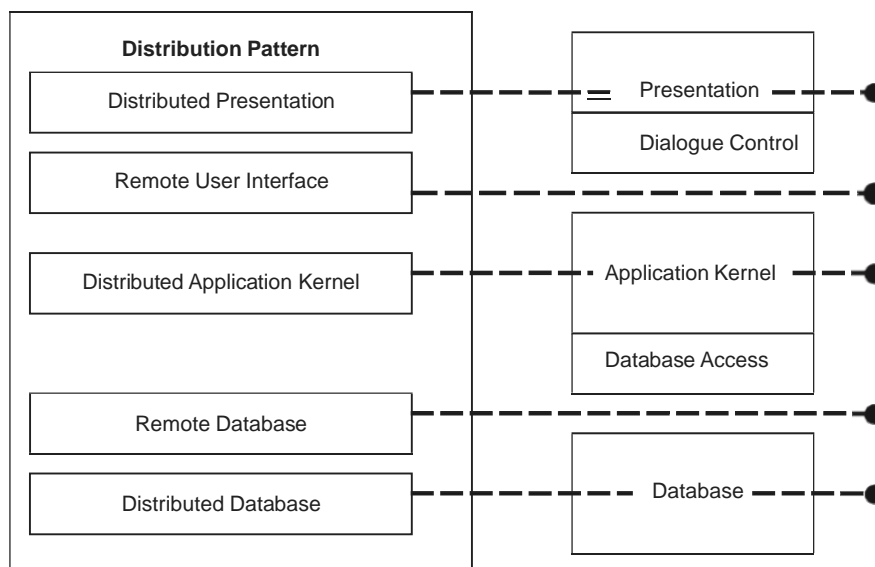 Distribution Pattern
Distributed Presentation
Remote User Interface
Distributed Application Kernel
Remote Database
Distributed Database
Presentation
Dialogue Control
Application Kernel
Database Access
Database